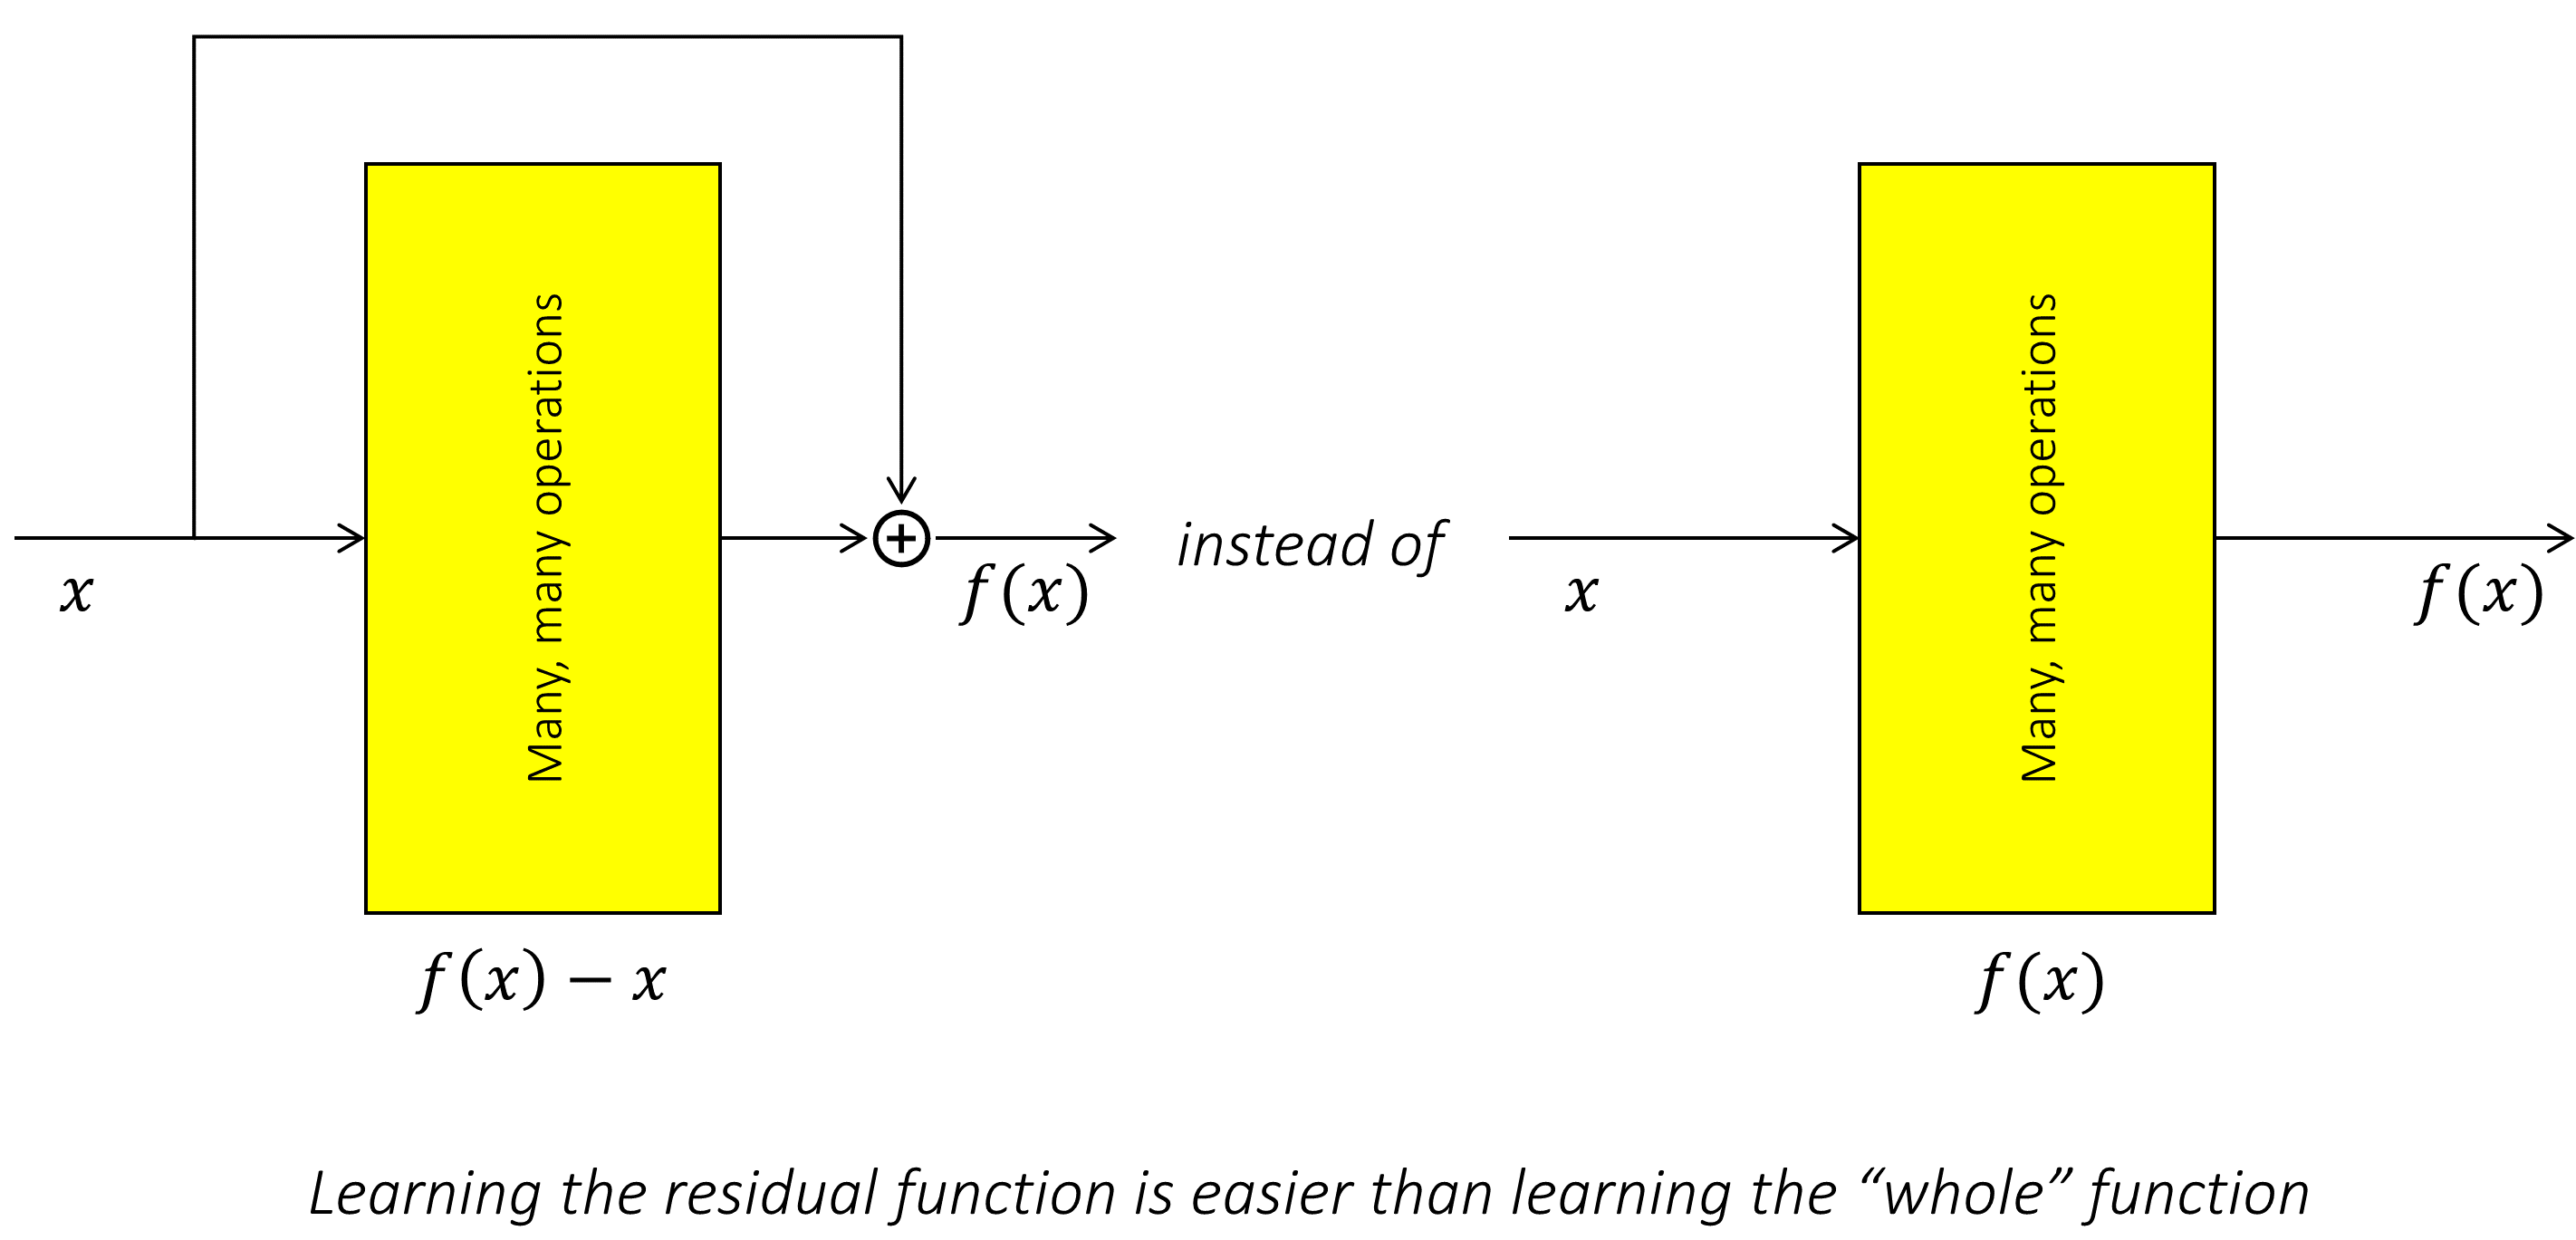 Many, many operations
x
f(x)
instead of
x
Many, many operations
f(x)
f(x) − x
f(x)
Learning the residual function is easier than learning the “whole” function